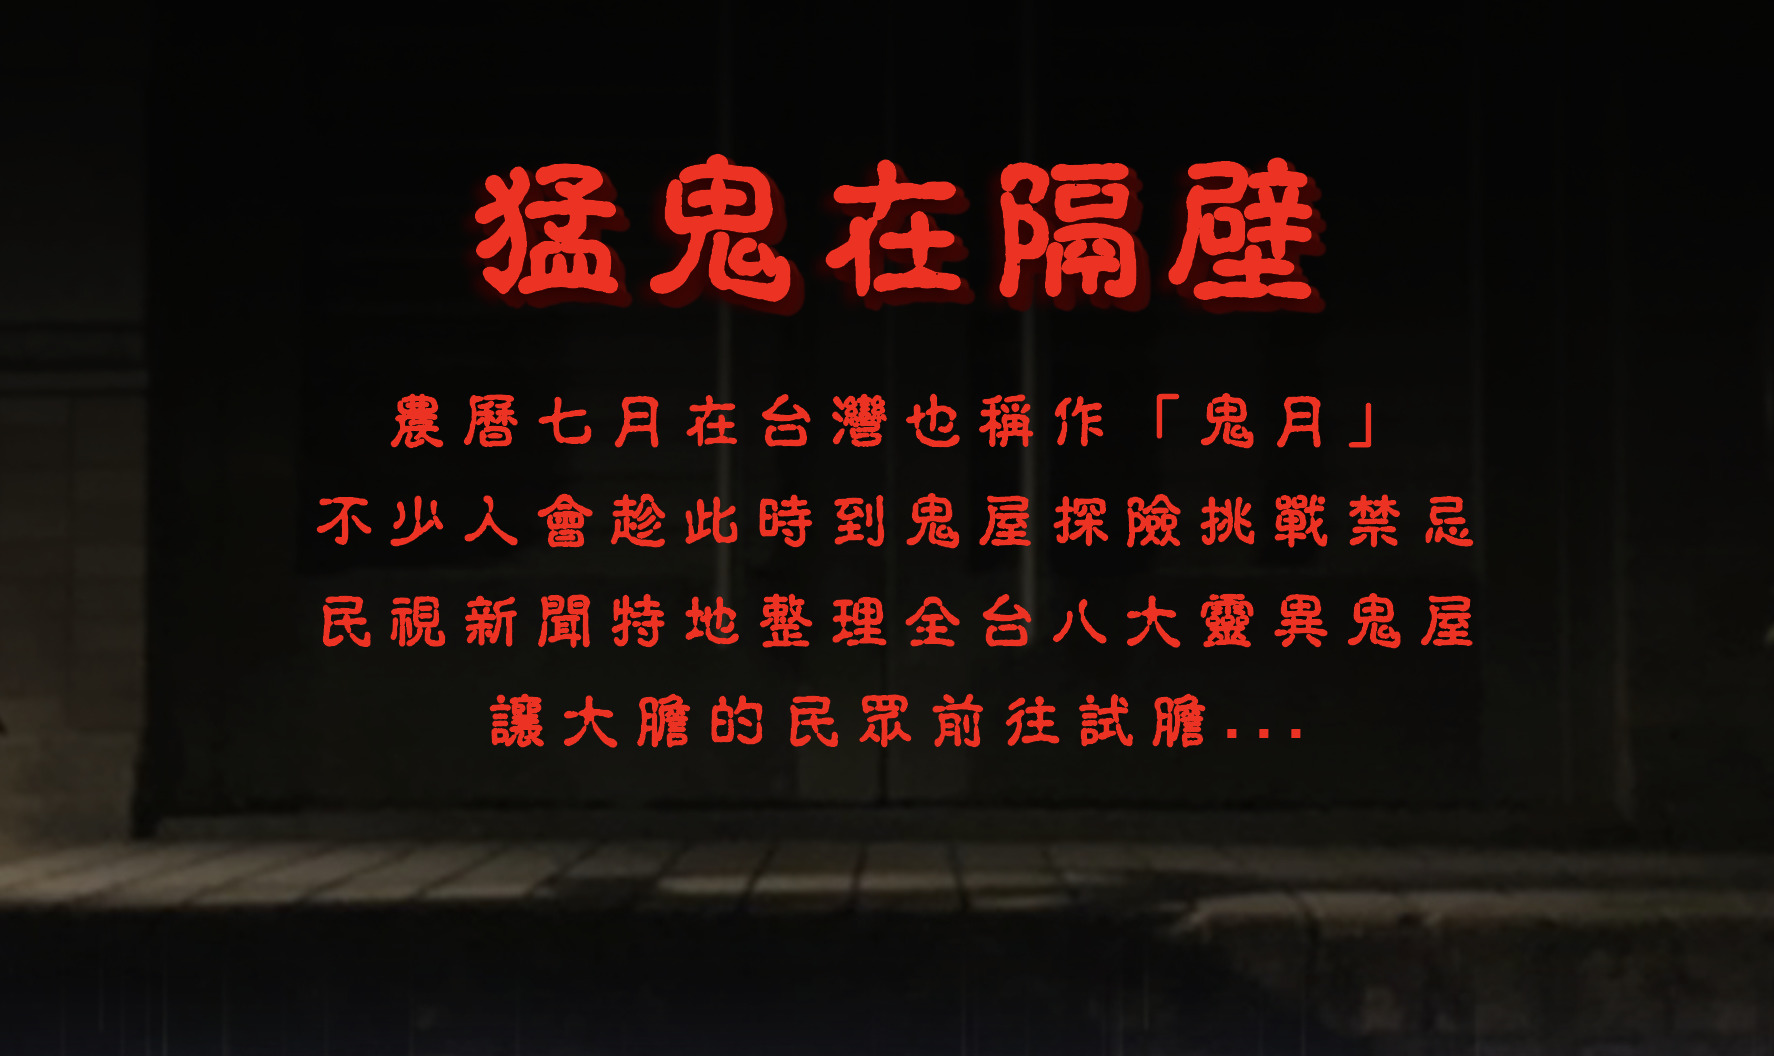 猛鬼在隔壁
農曆七月在台灣也稱作「鬼月」
不少人會趁此時到鬼屋探險挑戰禁忌
民視新聞特地整理全台八大靈異鬼屋
讓大膽的民眾前往試膽...